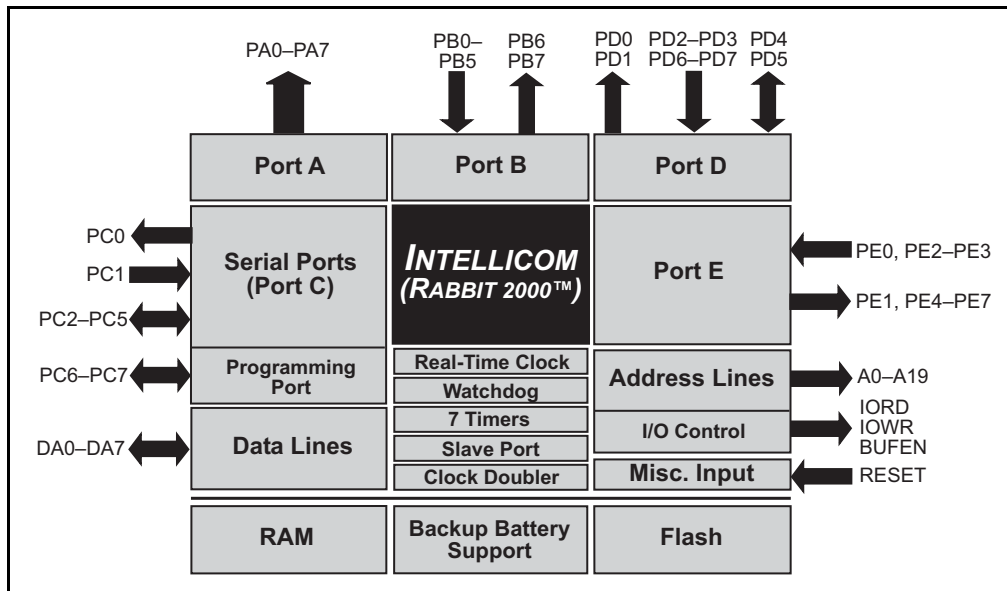 PA0–PA7
PB0–
PB5
PB6
PB7
PD0
PD1
PD2–PD3
PD6–PD7
PD4
PD5
Port A
Port B
Port D
PC0
PC1
PC2–PC5
PC6–PC7
DA0–DA7
Serial Ports
(Port C)
Programming
Port
Data Lines
INTELLICOM
(RABBIT 2000™)
Real-Time Clock
Watchdog
7 Timers
Slave Port
Clock Doubler
Port E
Address Lines
I/O Control
Misc. Input
PE0, PE2–PE3
PE1, PE4–PE7
A0–A19
IORD
IOWR
BUFEN
RESET
RAM
Backup Battery
Support
Flash